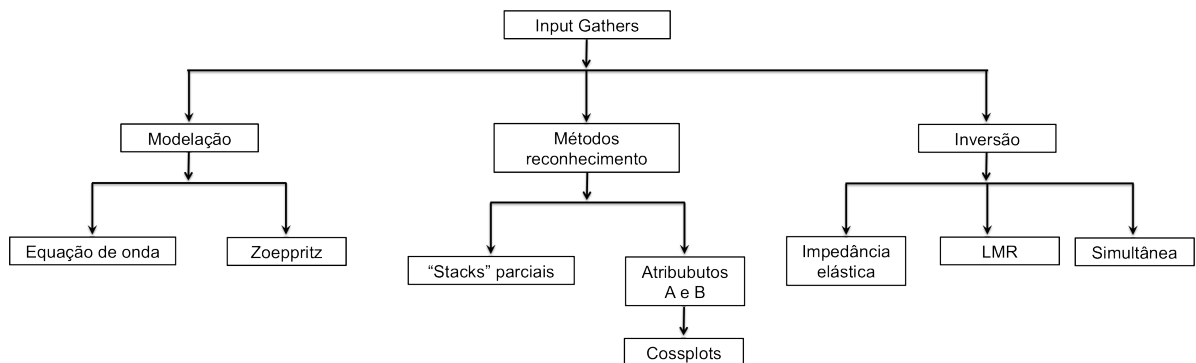 Input Gathers
Modelação
Métodos
reconhecimento
Inversão
Equação de onda
Zoeppritz
“Stacks” parciais
Atribubutos
A e B
Impedância
elástica
LMR
Simultânea
Cossplots